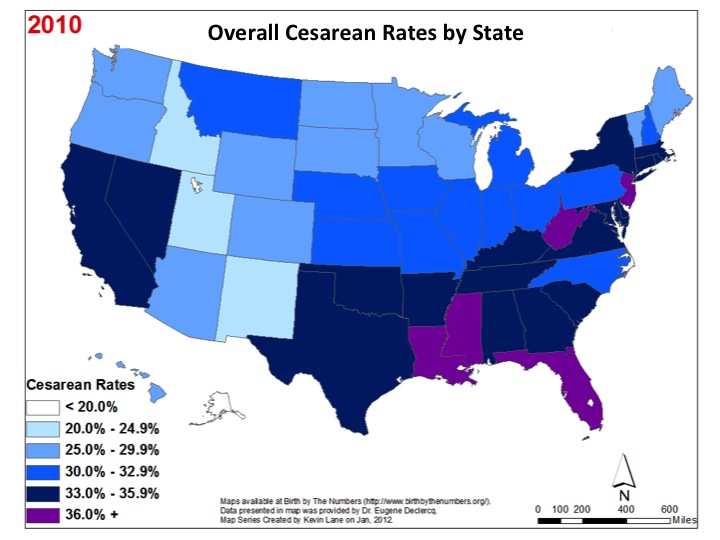 2010
Overall Cesarean Rates by State
Cesarean Rates
< 20.0%
20.0% - 24.9%
25.0% - 29.9%
30.0% - 32.9%
33.0% - 35.9%
36.0% +
Maps available at Birth by The Numbers (http://www.birthbythenumbers.org/).
Data presented in map was provided by Dr. Eugene Declercq.
Map Series Created by Kevin Lane on Jan, 2012.
N
0 100 200 400 600
Miles